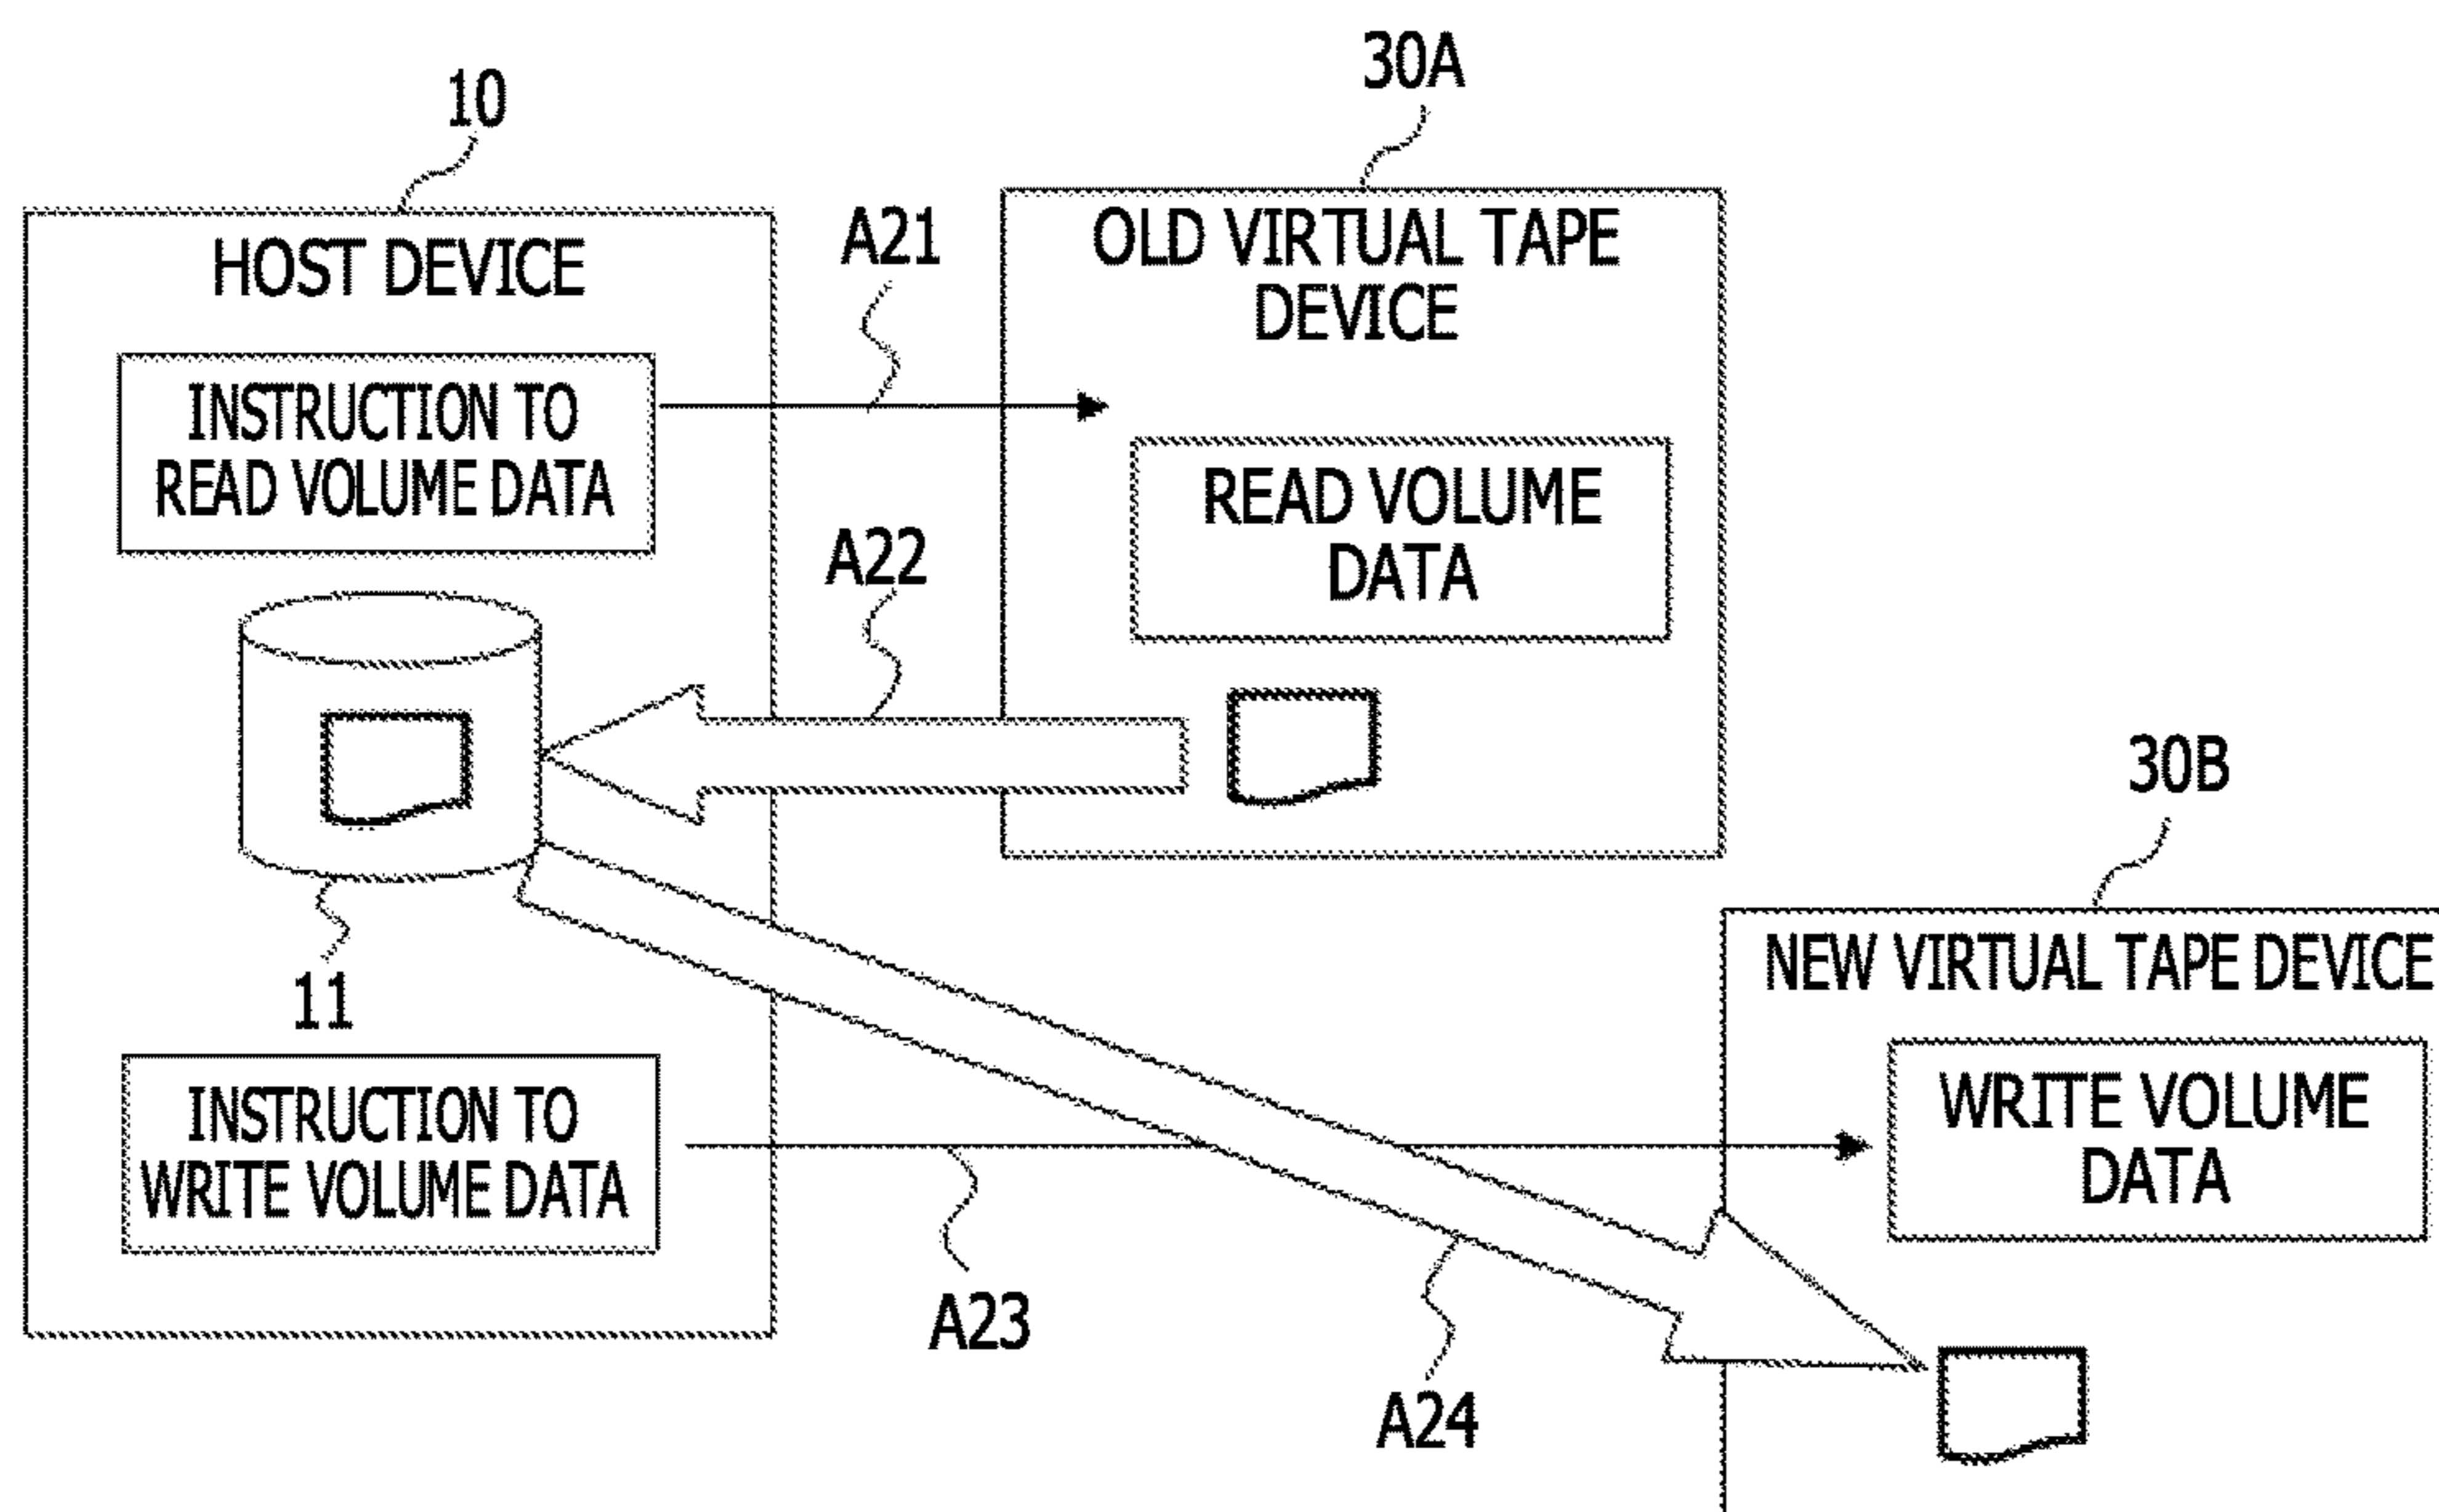 10
30A
HOST DEVICE
A21
OLD VIRTUAL TAPE
DEVICE
INSTRUCTION TO
READ VOLUME DATA
READ VOLUME
DATA
A22
30B
11
NEW VIRTUAL TAPE DEVICE
INSTRUCTION TO
WRITE VOLUME DATA
WRITE VOLUME
DATA
A23
A24